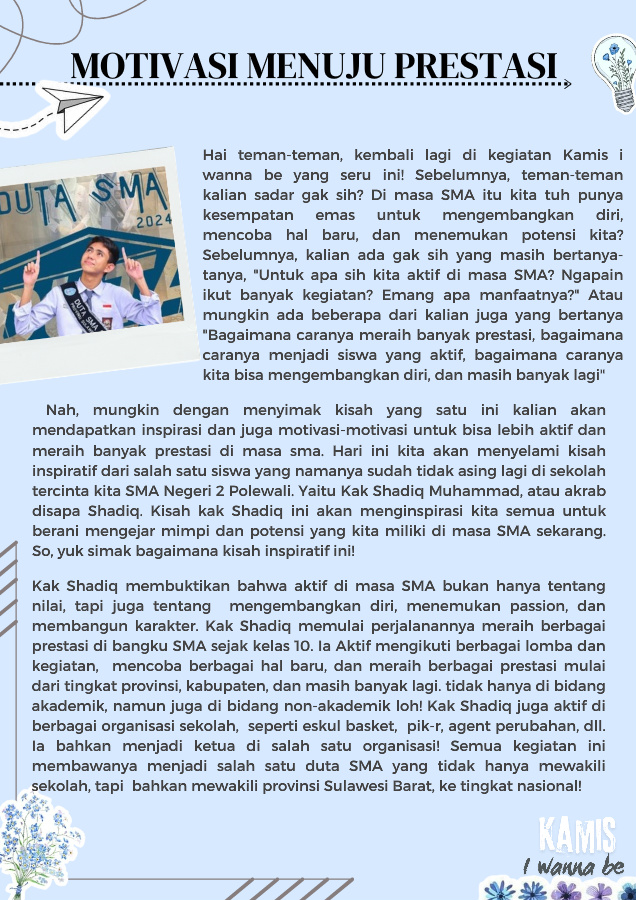 MOTIVASI MENUJU PRESTASI
DUTA SMA
2024
DUTA SMA
Hai teman-teman, kembali lagi di kegiatan Kamis i
wanna be yang seru ini! Sebelumnya, teman-teman
kalian sadar gak sih? Di masa SMA itu kita tuh punya
kesempatan emas untuk mengembangkan diri,
mencoba hal baru, dan menemukan potensi kita?
Sebelumnya, kalian ada gak sih yang masih bertanya-
tanya, "Untuk apa sih kita aktif di masa SMA? Ngapain
ikut banyak kegiatan? Emang apa manfaatnya?" Atau
mungkin ada beberapa dari kalian juga yang bertanya
"Bagaimana caranya meraih banyak prestasi, bagaimana
caranya menjadi siswa yang aktif, bagaimana caranya
kita bisa mengembangkan diri, dan masih banyak lagi"
Nah, mungkin dengan menyimak kisah yang satu ini kalian akan
mendapatkan inspirasi dan juga motivasi-motivasi untuk bisa lebih aktif dan
meraih banyak prestasi di masa sma. Hari ini kita akan menyelami kisah
inspiratif dari salah satu siswa yang namanya sudah tidak asing lagi di sekolah
tercinta kita SMA Negeri 2 Polewali. Yaitu Kak Shadiq Muhammad, atau akrab
disapa Shadiq. Kisah kak Shadiq ini akan menginspirasi kita semua untuk
berani mengejar mimpi dan potensi yang kita miliki di masa SMA sekarang.
So, yuk simak bagaimana kisah inspiratif ini!
Kak Shadiq membuktikan bahwa aktif di masa SMA bukan hanya tentang
nilai, tapi juga tentang mengembangkan diri, menemukan passion, dan
membangun karakter. Kak Shadiq memulai perjalanannya meraih berbagai
prestasi di bangku SMA sejak kelas 10. Ia Aktif mengikuti berbagai lomba dan
kegiatan, mencoba berbagai hal baru, dan meraih berbagai prestasi mulai
dari tingkat provinsi, kabupaten, dan masih banyak lagi. tidak hanya di bidang
akademik, namun juga di bidang non-akademik loh! Kak Shadiq juga aktif di
berbagai organisasi sekolah, seperti eskul basket, pik-r, agent perubahan, dll.
Ia bahkan menjadi ketua di salah satu organisasi! Semua kegiatan ini
membawanya menjadi salah satu duta SMA yang tidak hanya mewakili
sekolah, tapi bahkan mewakili provinsi Sulawesi Barat, ke tingkat nasional!
KAMIS
I wanna be